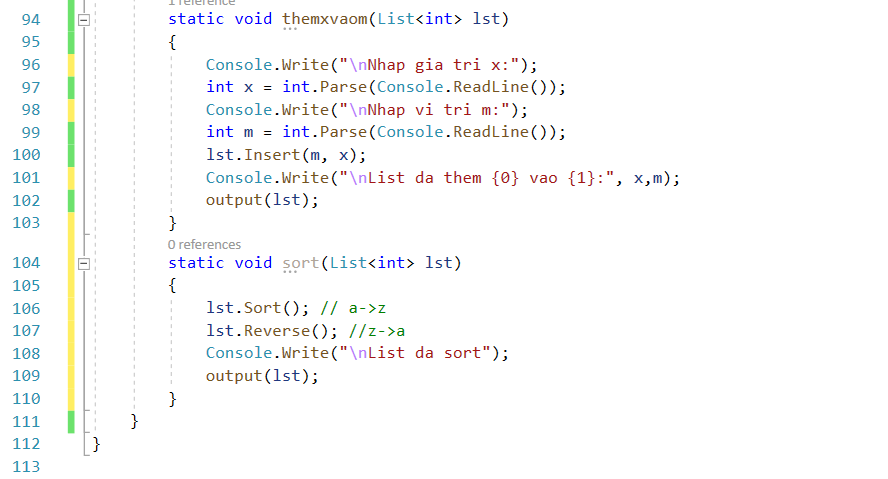 1 reference
94 static void themxvaom(List<int> lst)
95 {
96 Console.Write("\nNhap gia tri x:");
97 int x = int.Parse(Console.ReadLine());
98 Console.Write("\nNhap vi tri m:");
99 int m = int.Parse(Console.ReadLine());
100 lst.Insert(m, x);
101 Console.Write("\nList da them {0} vao {1}:", x,m);
102 output(lst);
103 }
0 references
104 static void sort(List<int> lst)
105 {
106 lst.Sort(); // a->z
107 lst.Reverse(); //z->a
108 Console.Write("\nList da sort");
109 output(lst);
110 }
111 }
112 }
113